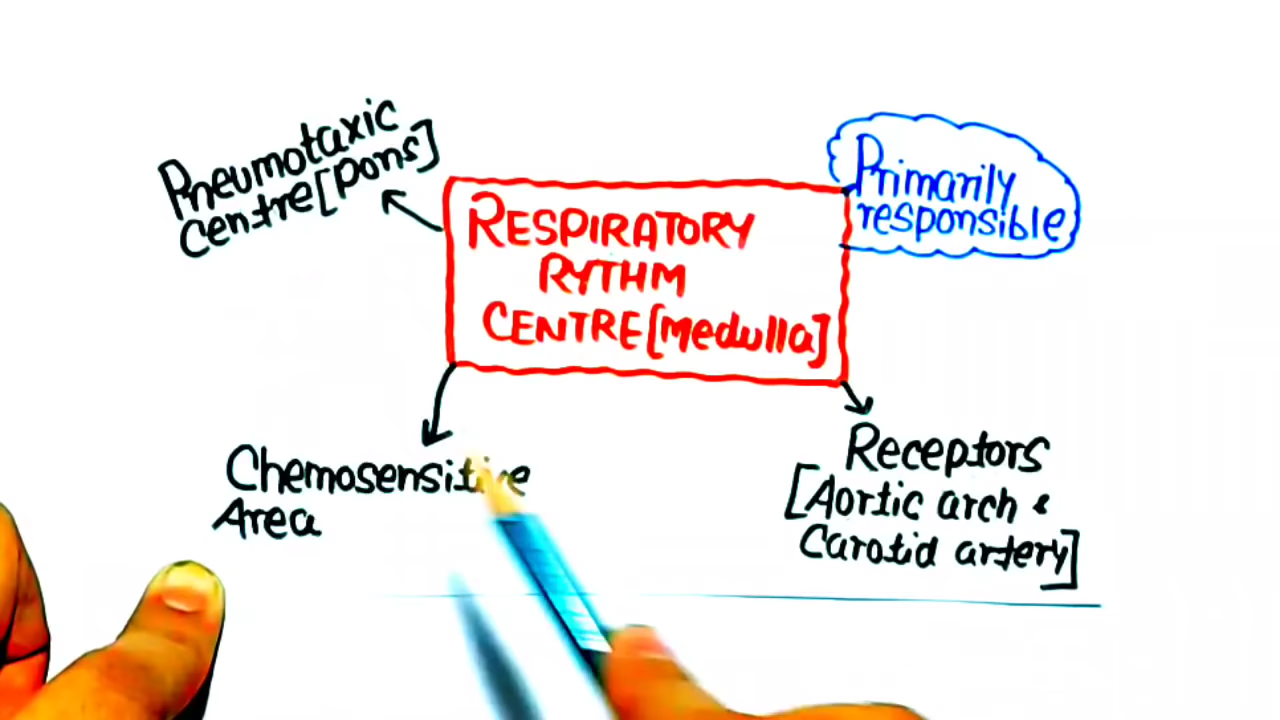 Pneumotaxic
Centre [Pons]
Primarily
responsible
RESPIRATORY
RYTHM
CENTRE [Medulla]
Chemosensitive
Area
Receptors
[Aortic arch &
Carotid artery]